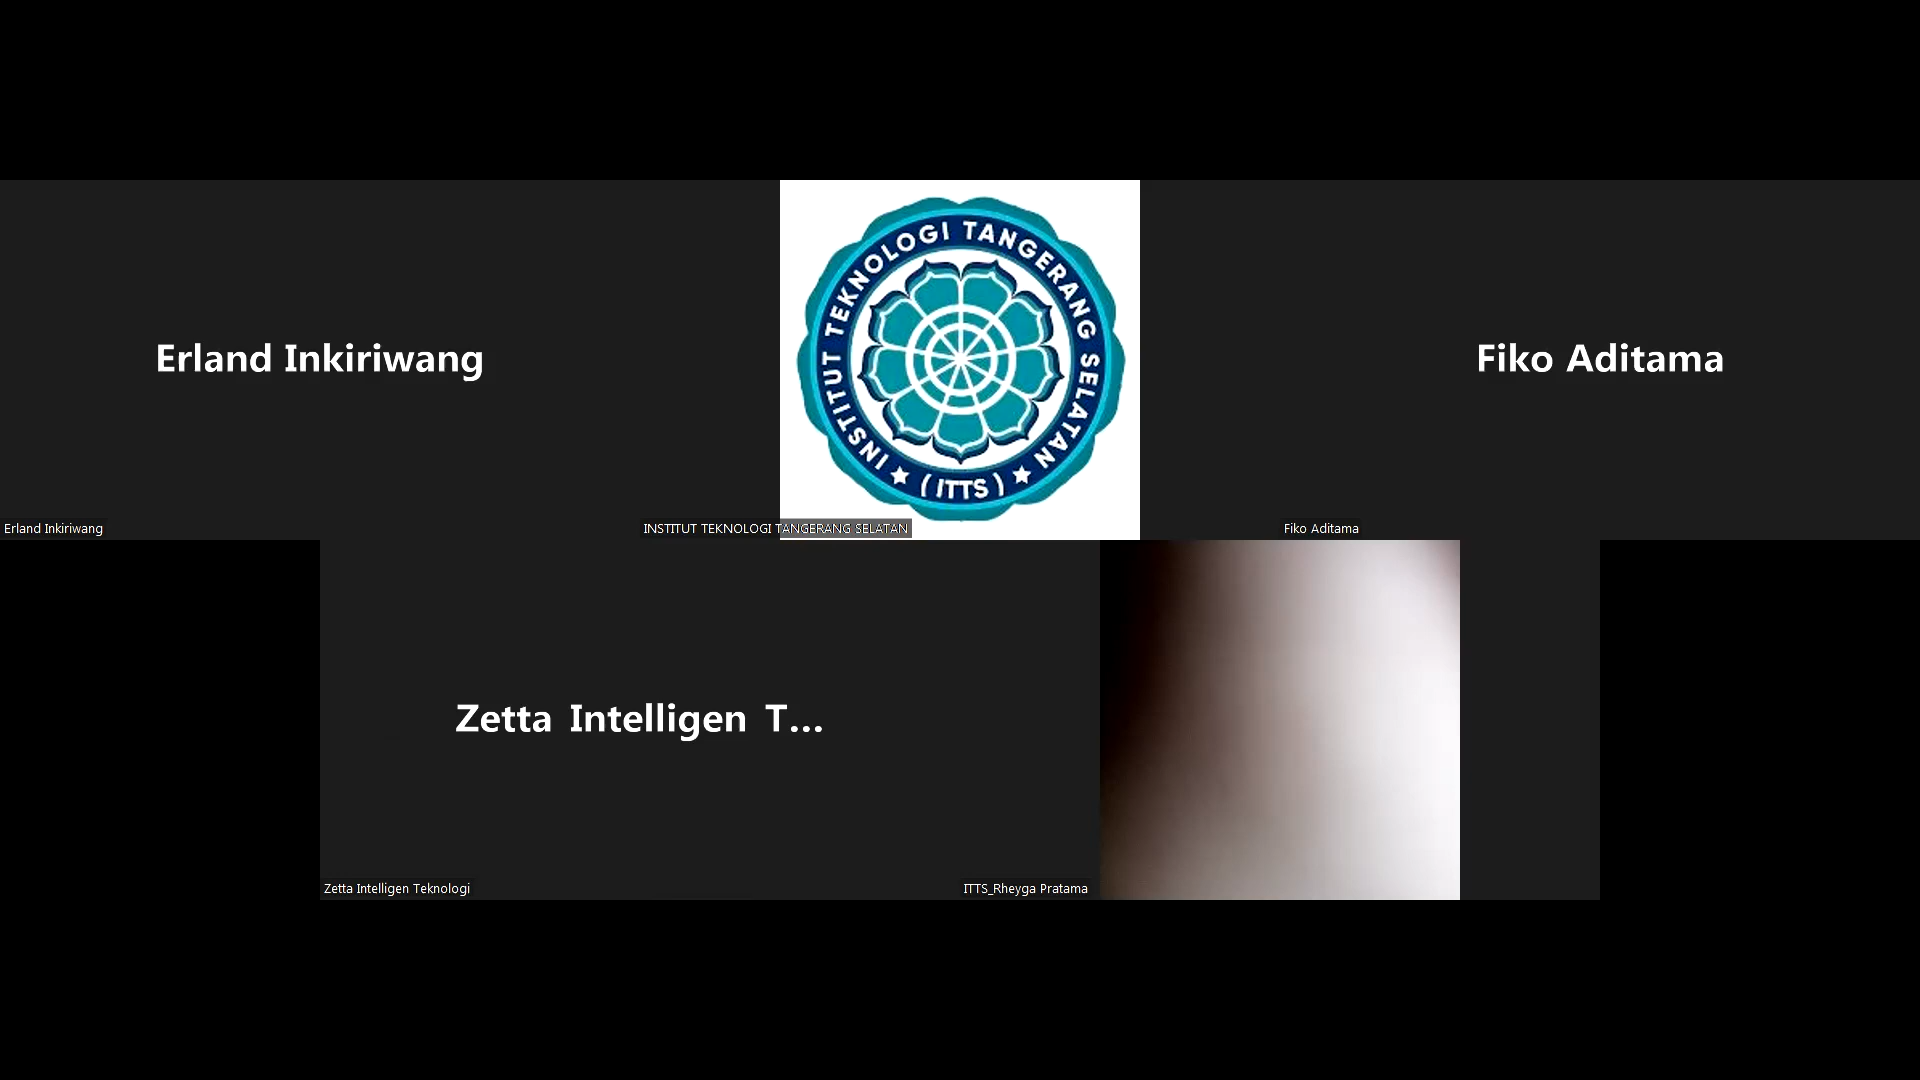 Erland Inkiriwang
INSTITUT TEKNOLOGI TANGERANG SELATAN
★ (ITTS) ★
Fiko Aditama
Erland Inkiriwang
INSTITUT TEKNOLOGI TANGERANG SELATAN
Fiko Aditama
Zetta Intelligen T...
Zetta Intelligen Teknologi
ITTS_Rheyga Pratama